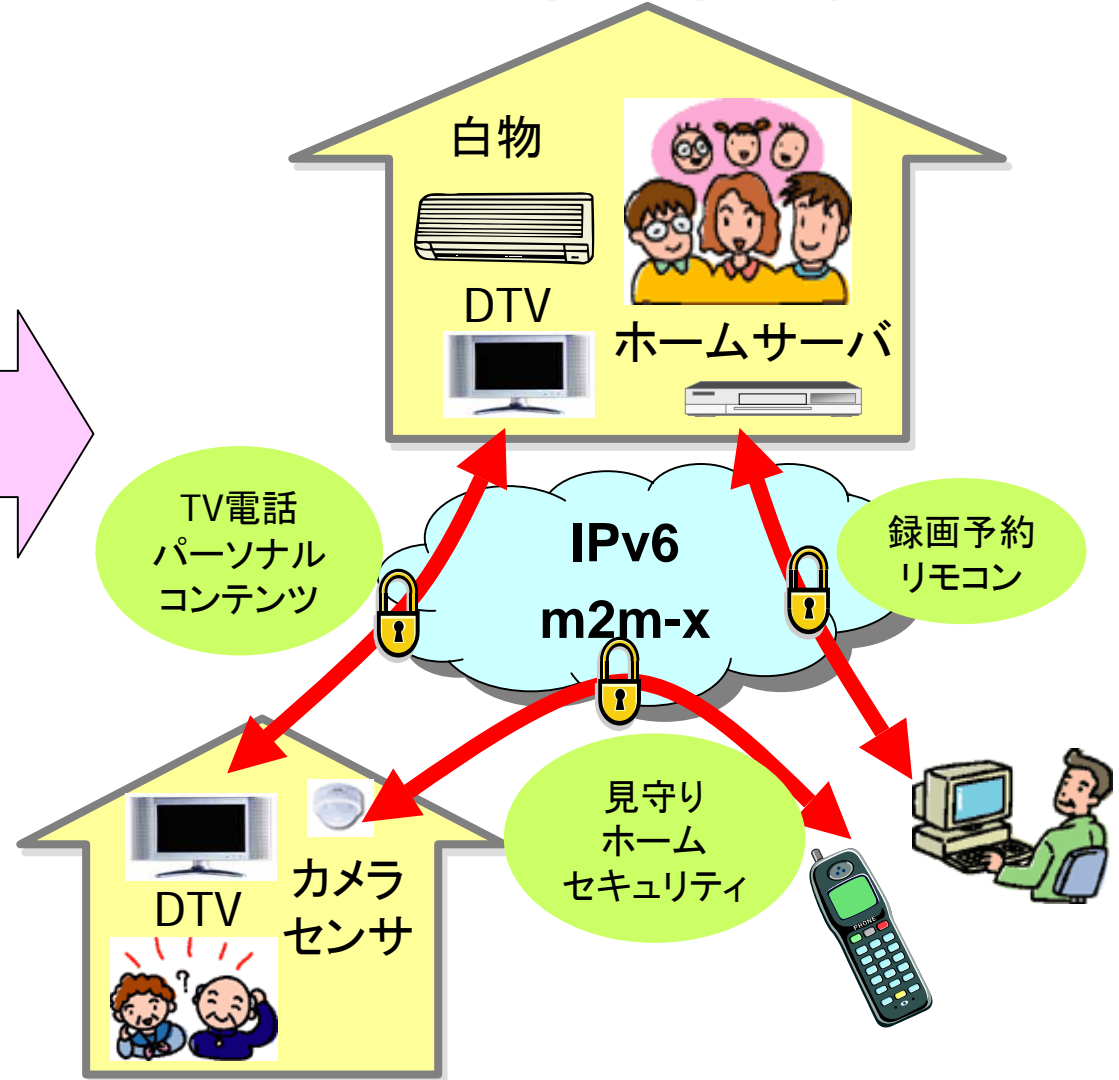 白物
DTV
ホームサーバ
TV電話
パーソナル
コンテンツ
IPv6
m2m-x
録画予約
リモコン
見守り
ホーム
セキュリティ
DTV
カメラ
センサ
?
PHONE